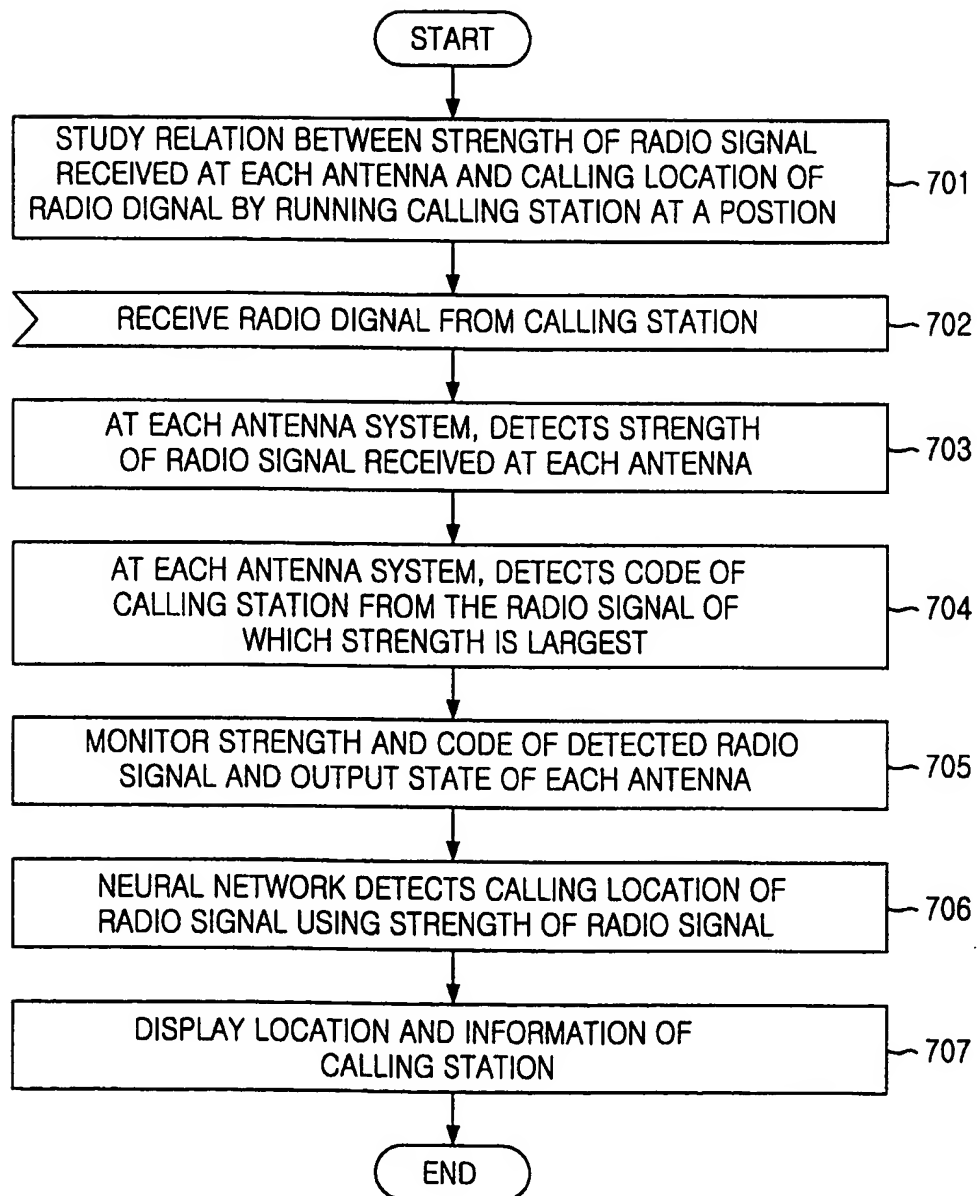 START
STUDY RELATION BETWEEN STRENGTH OF RADIO SIGNAL
RECEIVED AT EACH ANTENNA AND CALLING LOCATION OF
RADIO DIGNAL BY RUNNING CALLING STATION AT A POSTION
701
RECEIVE RADIO DIGNAL FROM CALLING STATION
702
AT EACH ANTENNA SYSTEM, DETECTS STRENGTH
OF RADIO SIGNAL RECEIVED AT EACH ANTENNA
703
AT EACH ANTENNA SYSTEM, DETECTS CODE OF
CALLING STATION FROM THE RADIO SIGNAL OF
WHICH STRENGTH IS LARGEST
704
MONITOR STRENGTH AND CODE OF DETECTED RADIO
SIGNAL AND OUTPUT STATE OF EACH ANTENNA
705
NEURAL NETWORK DETECTS CALLING LOCATION OF
RADIO SIGNAL USING STRENGTH OF RADIO SIGNAL
706
DISPLAY LOCATION AND INFORMATION OF
CALLING STATION
707
END